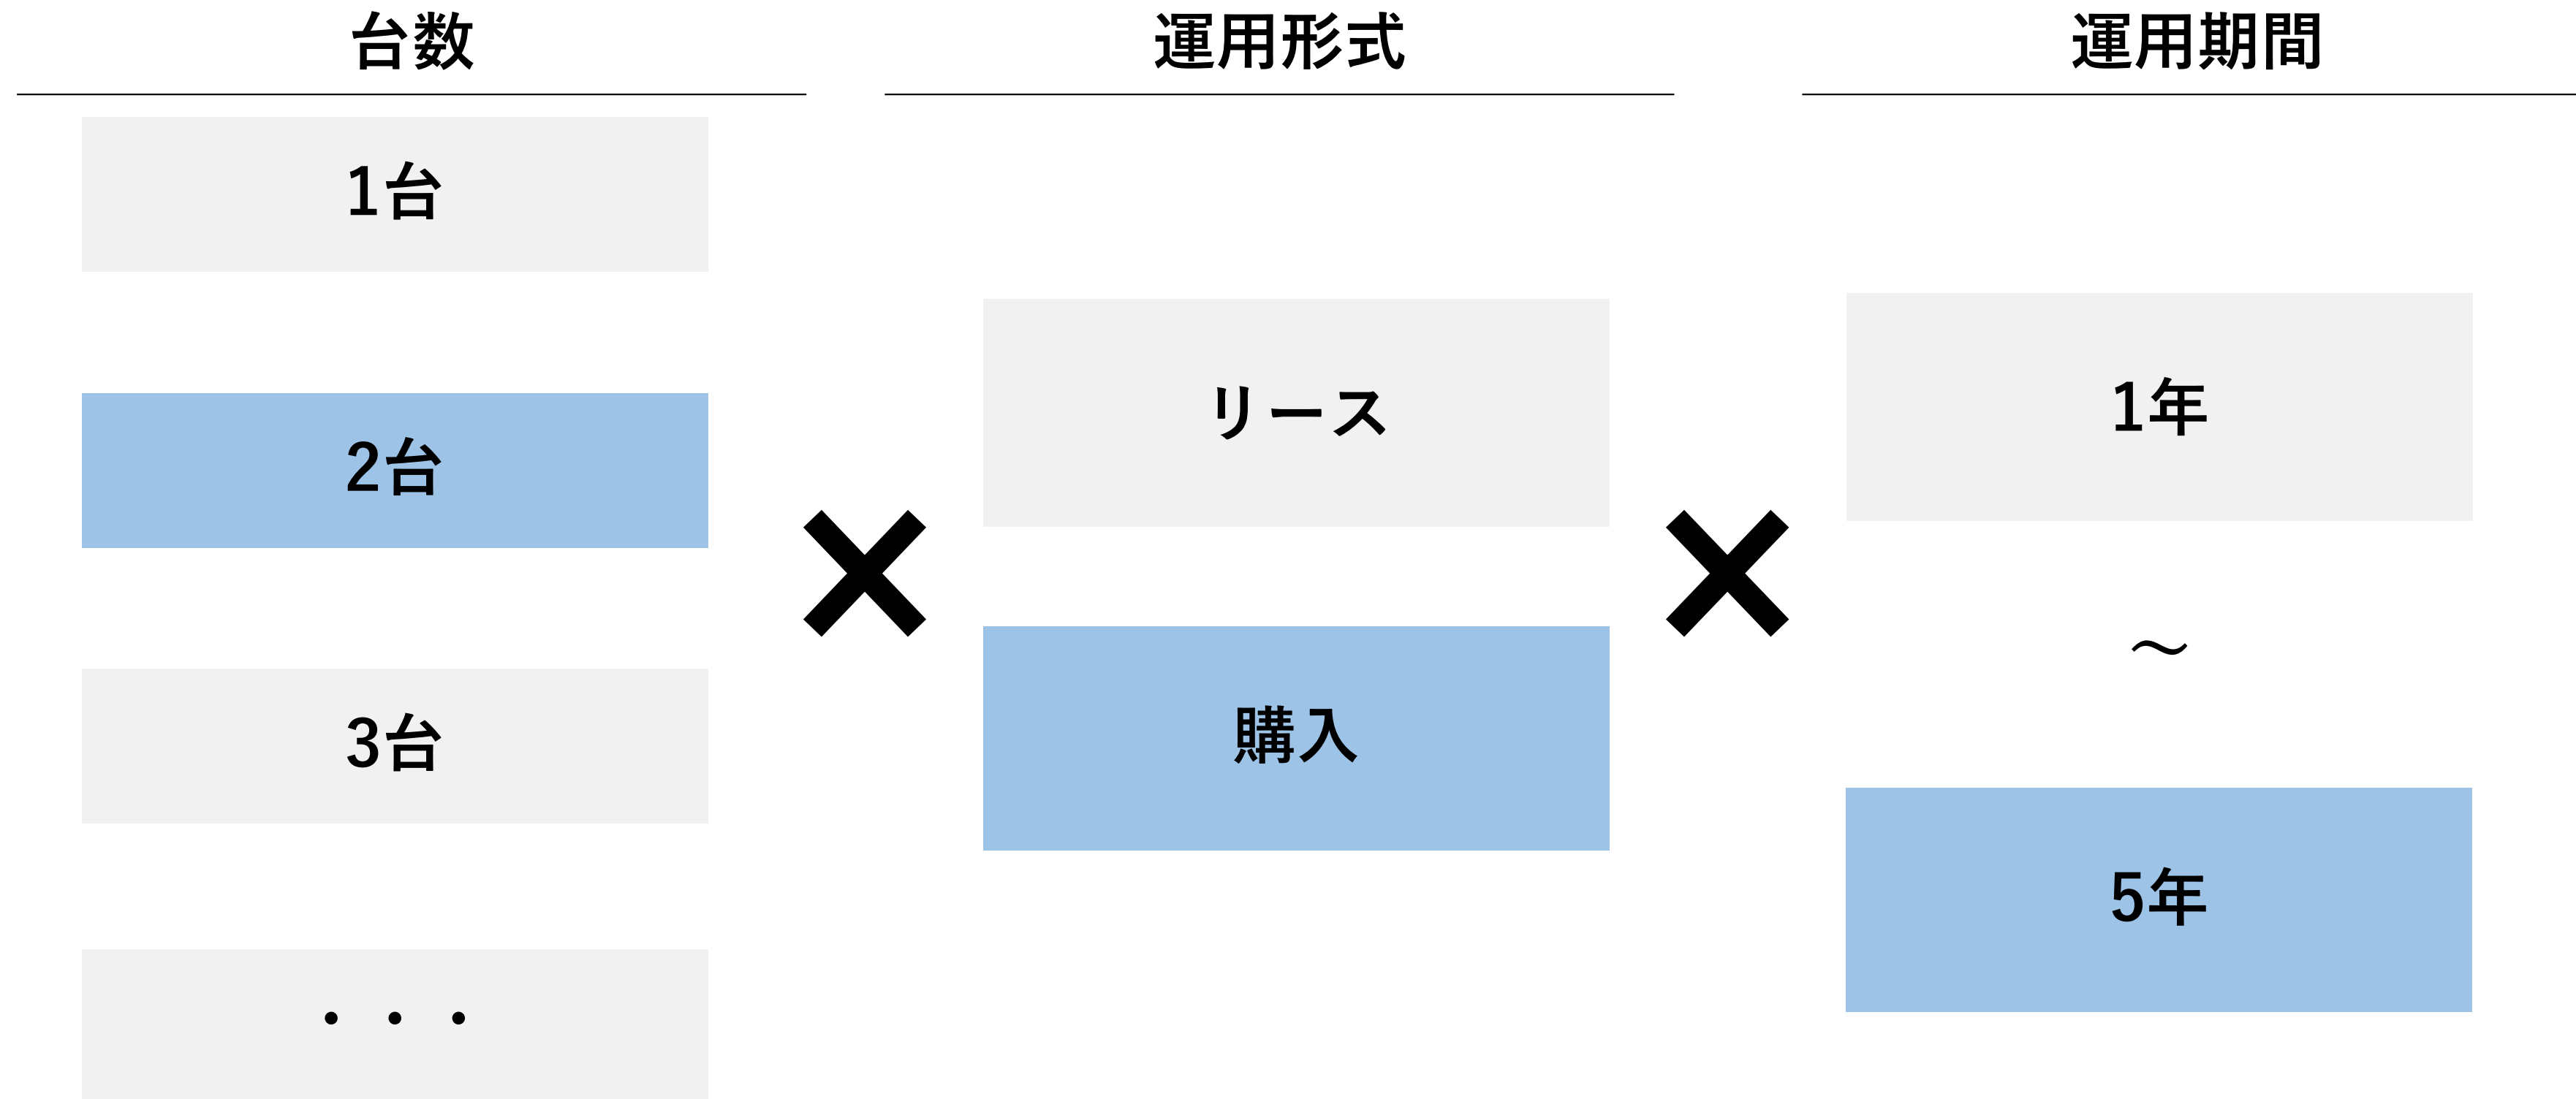 台数
1台
2台
3台
・・・
運用形式
リース
購入
運用期間
1年
～
5年